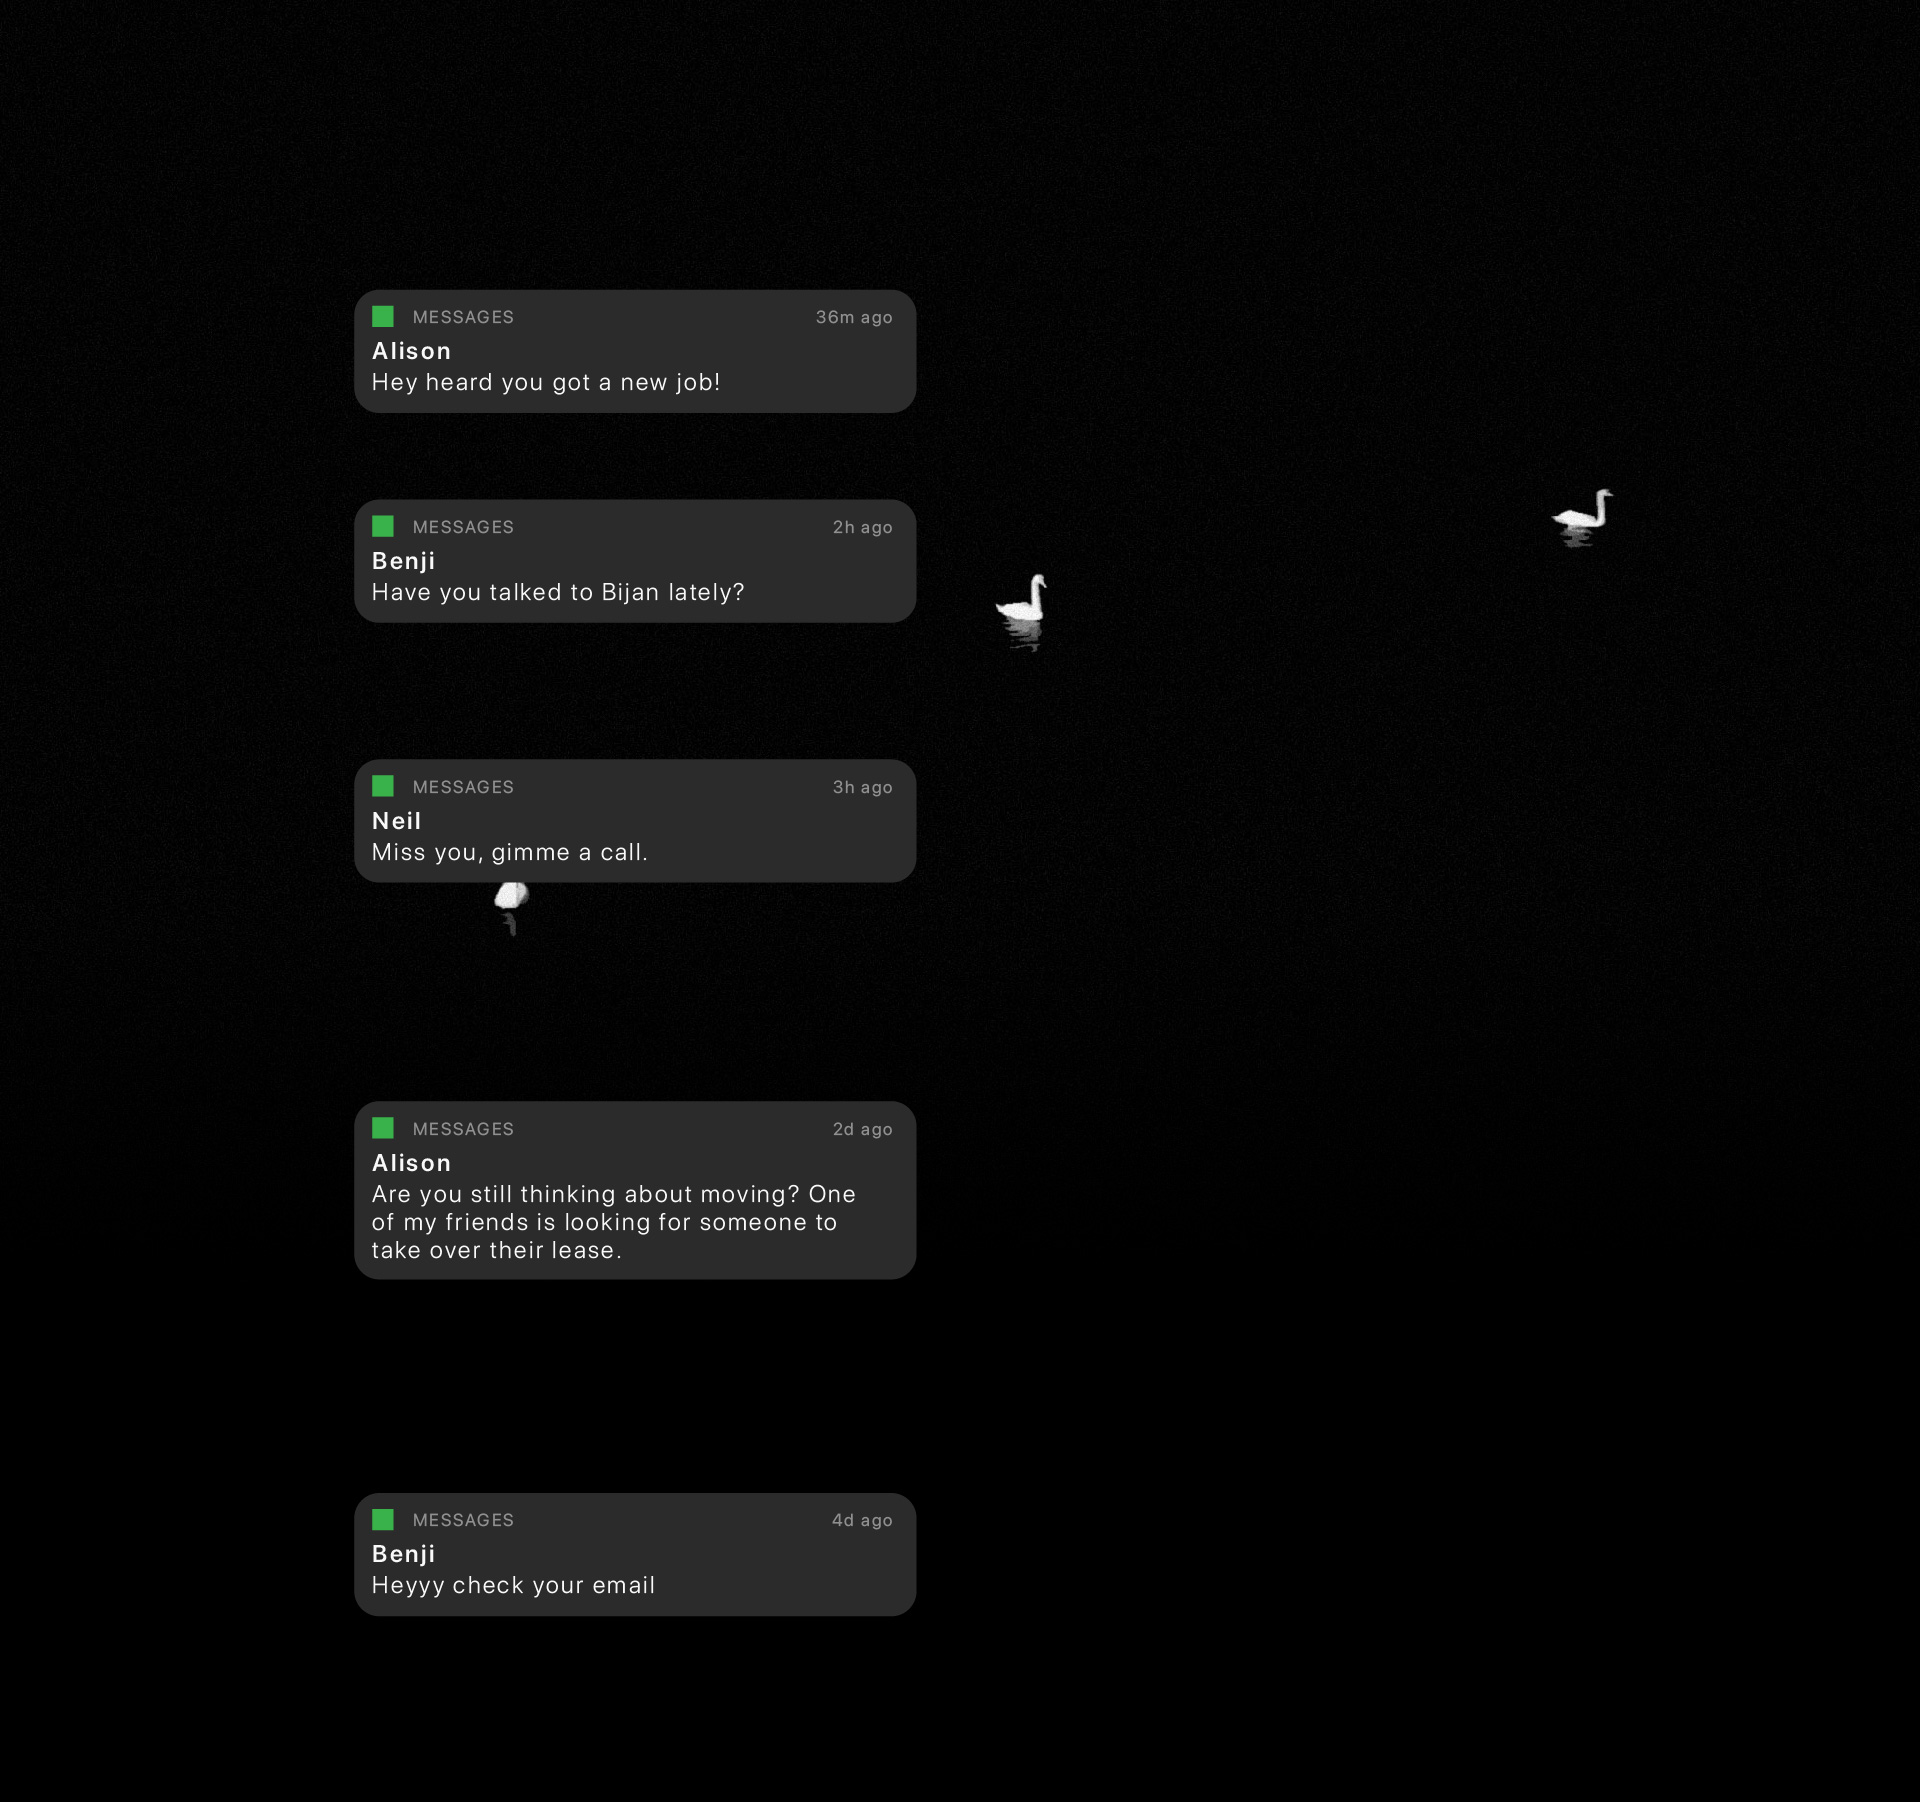 MESSAGES 36m ago
Alison
Hey heard you got a new job!
MESSAGES 2h ago
Benji
Have you talked to Bijan lately?
MESSAGES 3h ago
Neil
Miss you, gimme a call.
MESSAGES 2d ago
Alison
Are you still thinking about moving? One
of my friends is looking for someone to
take over their lease.
MESSAGES 4d ago
Benji
Heyyy check your email